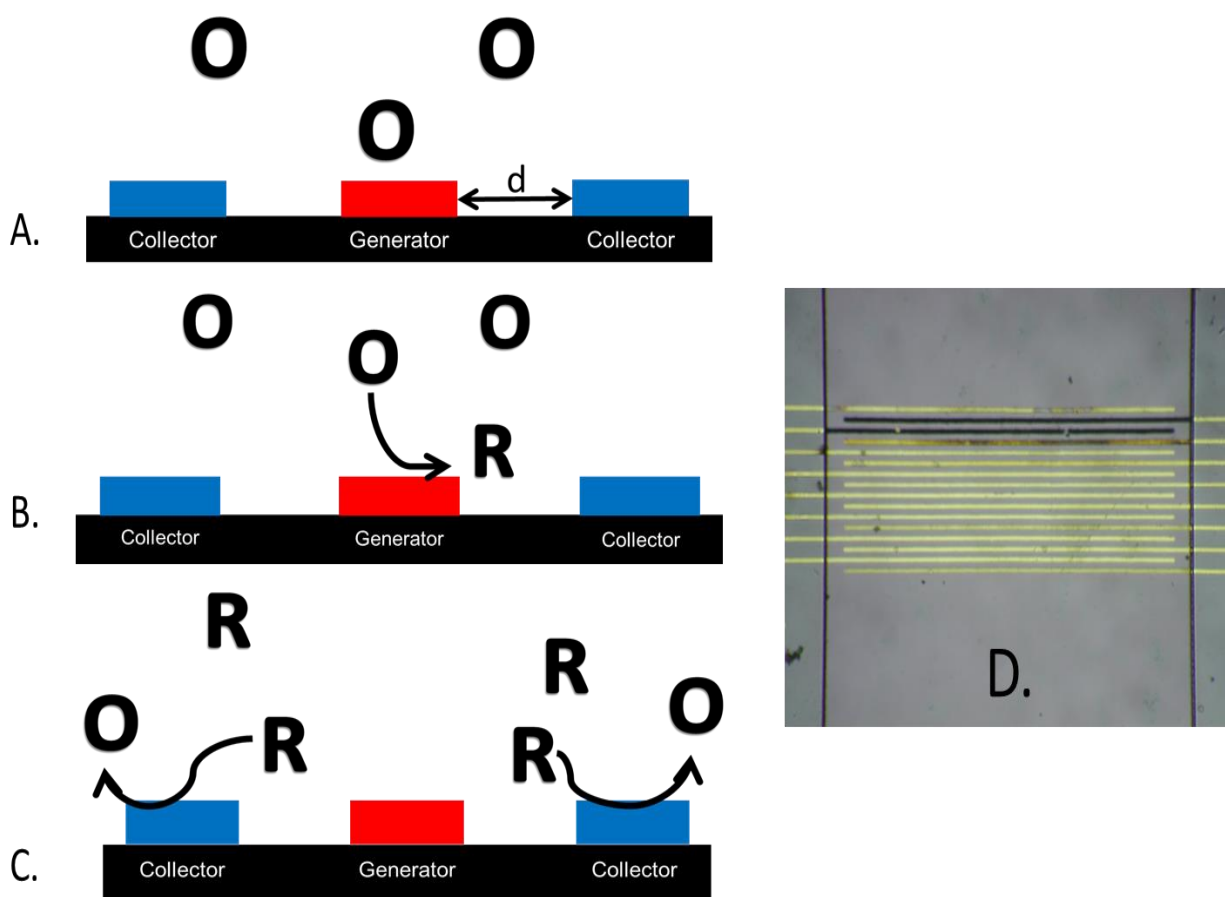 O O
O
d
A.
Collector Generator Collector
O O
O
R
B.
Collector Generator Collector
R
R
O R R O
C.
Collector Generator Collector
D.